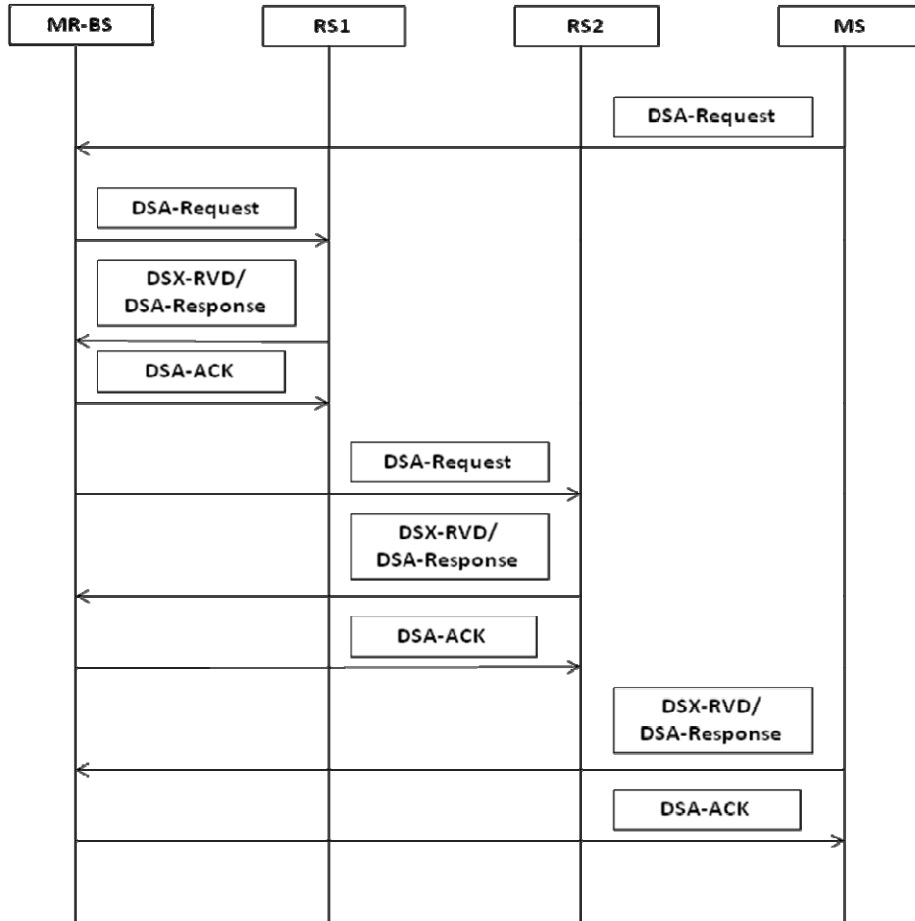 MR-BS
RS1
RS2
MS
DSA-Request
DSA-Request
DSX-RVD/
DSA-Response
DSA-ACK
DSA-Request
DSX-RVD/
DSA-Response
DSA-ACK
DSX-RVD/
DSA-Response
DSA-ACK